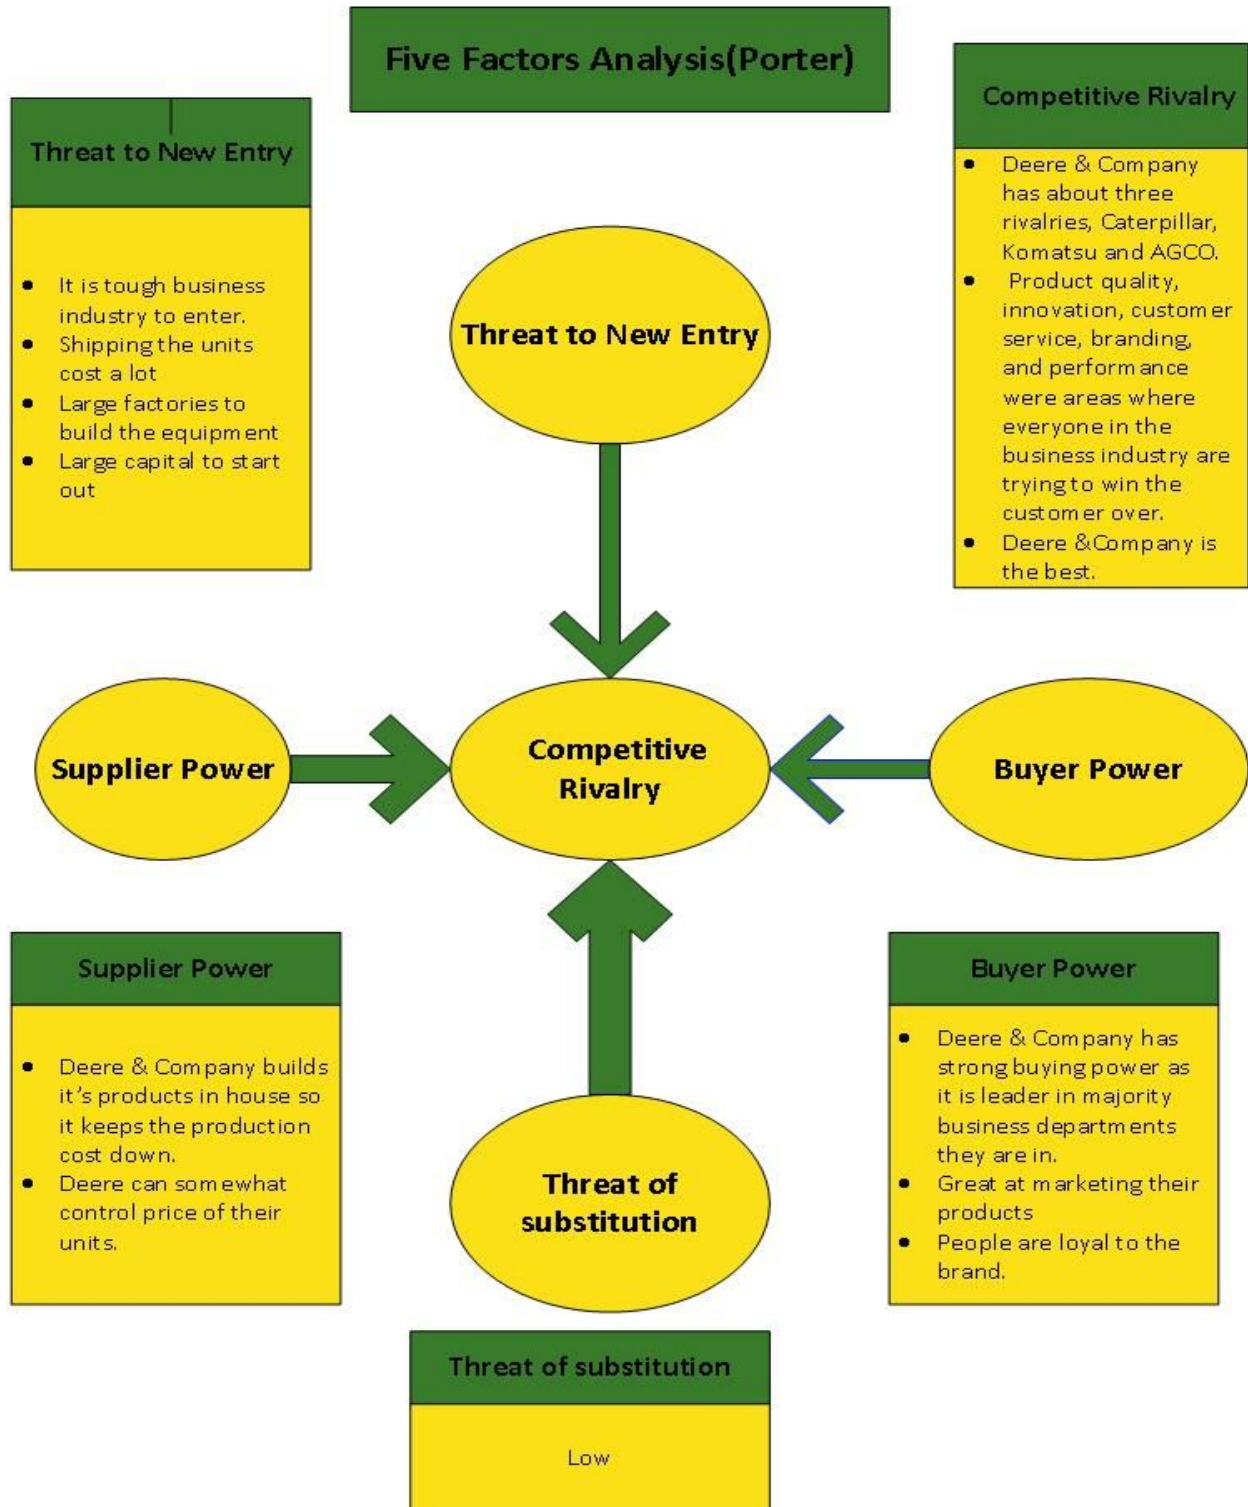 Five Factors Analysis(Porter)
Threat to New Entry
• It is tough business
industry to enter.
• Shipping the units
cost a lot
• Large factories to
build the equipment
• Large capital to start
out
Competitive Rivalry
• Deere & Company
has about three
rivalries, Caterpillar,
Komatsu and AGCO.
• Product quality,
innovation, customer
service, branding,
and performance
were areas where
everyone in the
business industry are
trying to win the
customer over.
• Deere &Company is
the best.
Threat to New Entry
Supplier Power
Competitive
Rivalry
Buyer Power
Threat of
substitution
Supplier Power
• Deere & Company builds
it’s products in house so
it keeps the production
cost down.
• Deere can somewhat
control price of their
units.
Buyer Power
• Deere & Company has
strong buying power as
it is leader in majority
business departments
they are in.
• Great at marketing their
products
• People are loyal to the
brand.
Threat of substitution
Low